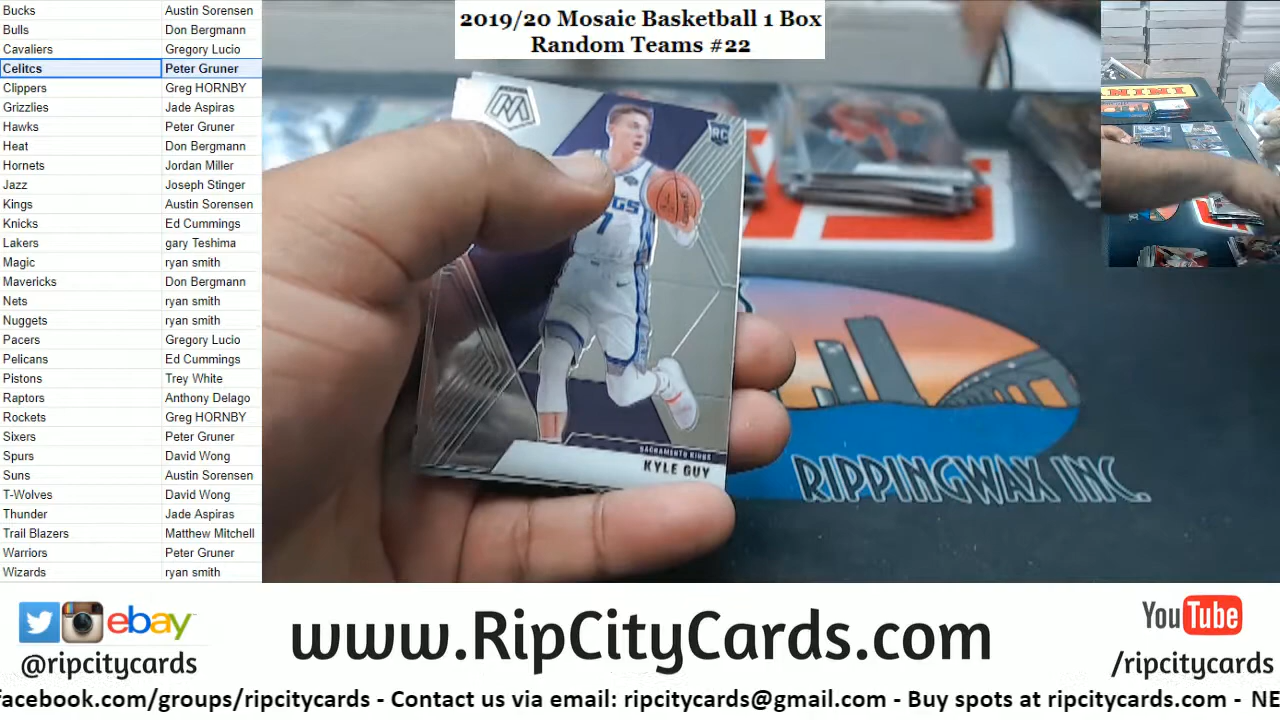 2019/20 Mosaic Basketball 1 Box
Random Teams #22
Bucks Austin Sorensen
Bulls Don Bergmann
Cavaliers Gregory Lucio
Celitcs Peter Gruner
Clippers Greg HORNBY
Grizzlies Jade Aspiras
Hawks Peter Gruner
Heat Don Bergmann
Hornets Jordan Miller
Jazz Joseph Stinger
Kings Austin Sorensen
Knicks Ed Cummings
Lakers gary Teshima
Magic ryan smith
Mavericks Don Bergmann
Nets ryan smith
Nuggets ryan smith
Pacers Gregory Lucio
Pelicans Ed Cummings
Pistons Trey White
Raptors Anthony Delago
Rockets Greg HORNBY
SIxers Peter Gruner
Spurs David Wong
Suns Austin Sorensen
T-Wolves David Wong
Thunder Jade Aspiras
Trail Blazers Matthew Mitchell
Warriors Peter Gruner
Wizards ryan smith
RC
7
SACRAMENTO KINGS
KYLE GUY
RIPPINGWAX INC.
ebay
@ripcitycards
www.RipCityCards.com
YouTube
/ripcitycards
facebook.com/groups/ripcitycards - Contact us via email: ripcitycards@gmail.com - Buy spots at ripcitycards.com - NE